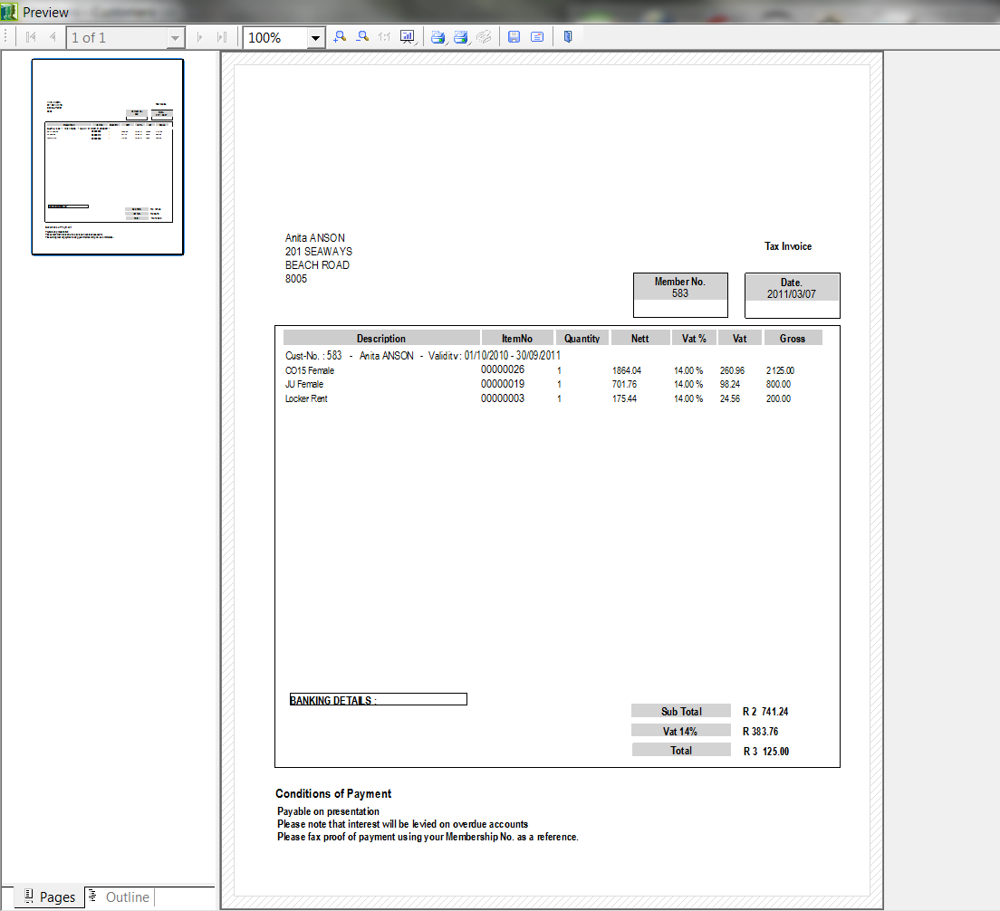 Preview
1 of 1
100%
1:1
Anita ANSON
201 SEAWAYS
BEACH ROAD
8005
Tax Invoice
Member No.
583
Date.
2011/03/07
Description ItemNo Quantity Nett Vat % Vat Gross
Cust-No. : 583 - Anita ANSON - Validity : 01/10/2010 - 30/09/2011
CO15 Female 00000026 1 1864.04 14.00 % 260.96 2125.00
JU Female 00000019 1 701.76 14.00 % 98.24 800.00
Locker Rent 00000003 1 175.44 14.00 % 24.56 200.00
BANKING DETAILS :
Sub Total R 2 741.24
Vat 14% R 383.76
Total R 3 125.00
Conditions of Payment
Payable on presentation
Please note that interest will be levied on overdue accounts
Please fax proof of payment using your Membership No. as a reference.
Pages Outline